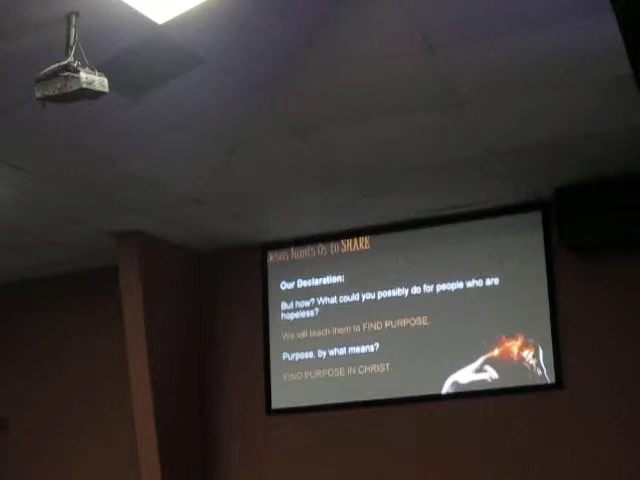 Jesus Wants Us to SHARE
Our Declaration:
But how? What could you possibly do for people who are
hopeless?
We will teach them to FIND PURPOSE.
Purpose, by what means?
FIND PURPOSE IN CHRIST